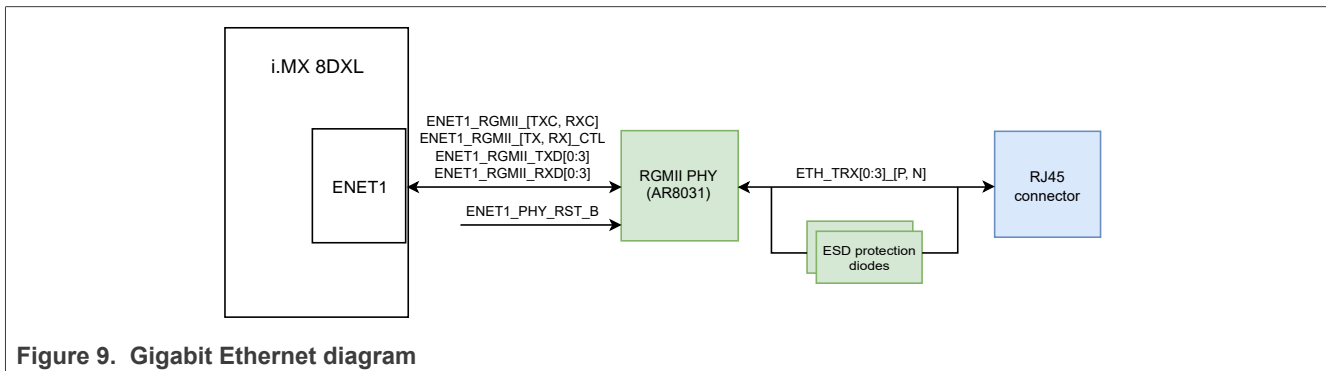 i.MX 8DXL
ENET1
ENET1_RGMII_[TXC, RXC]
ENET1_RGMII_[TX, RX]_CTL
ENET1_RGMII_TXD[0:3]
ENET1_RGMII_RXD[0:3]
ENET1_PHY_RST_B
RGMII PHY
(AR8031)
ETH_TRX[0:3]_[P, N]
ESD protection
diodes
RJ45
connector
Figure 9. Gigabit Ethernet diagram